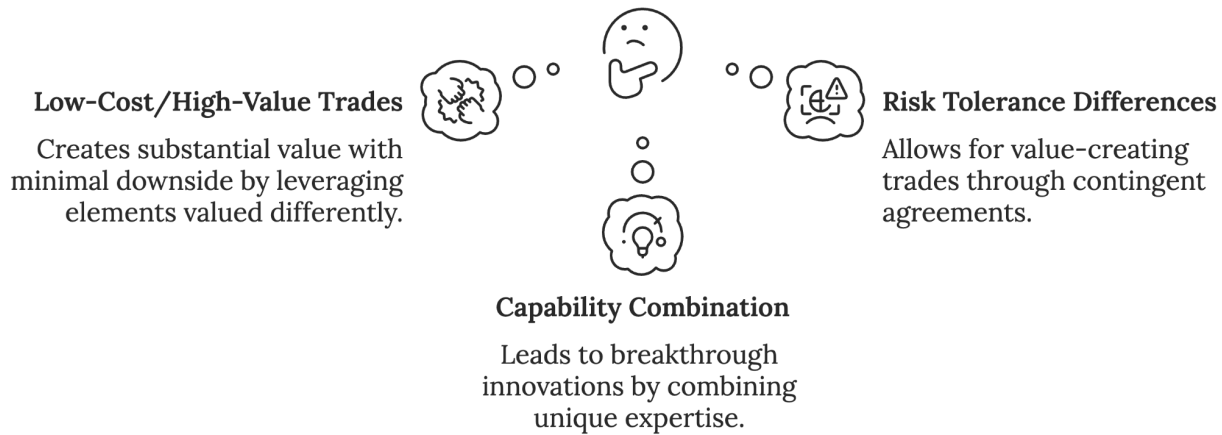 Low-Cost/High-Value Trades
Creates substantial value with
minimal downside by leveraging
elements valued differently.
Risk Tolerance Differences
Allows for value-creating
trades through contingent
agreements.
Capability Combination
Leads to breakthrough
innovations by combining
unique expertise.